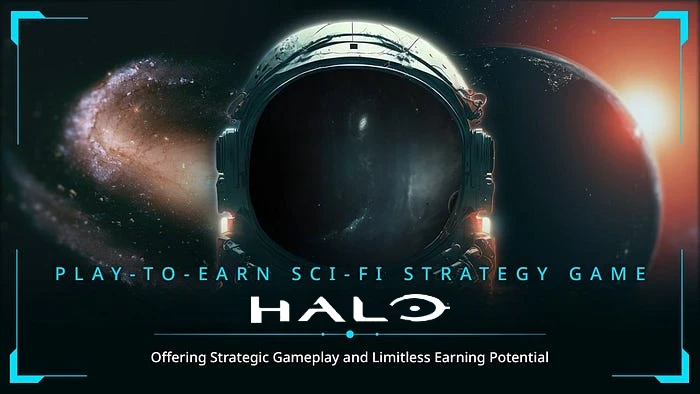 PLAY-TO-EARN SCI-FI STRATEGY GAME
HALO
Offering Strategic Gameplay and Limitless Earning Potential